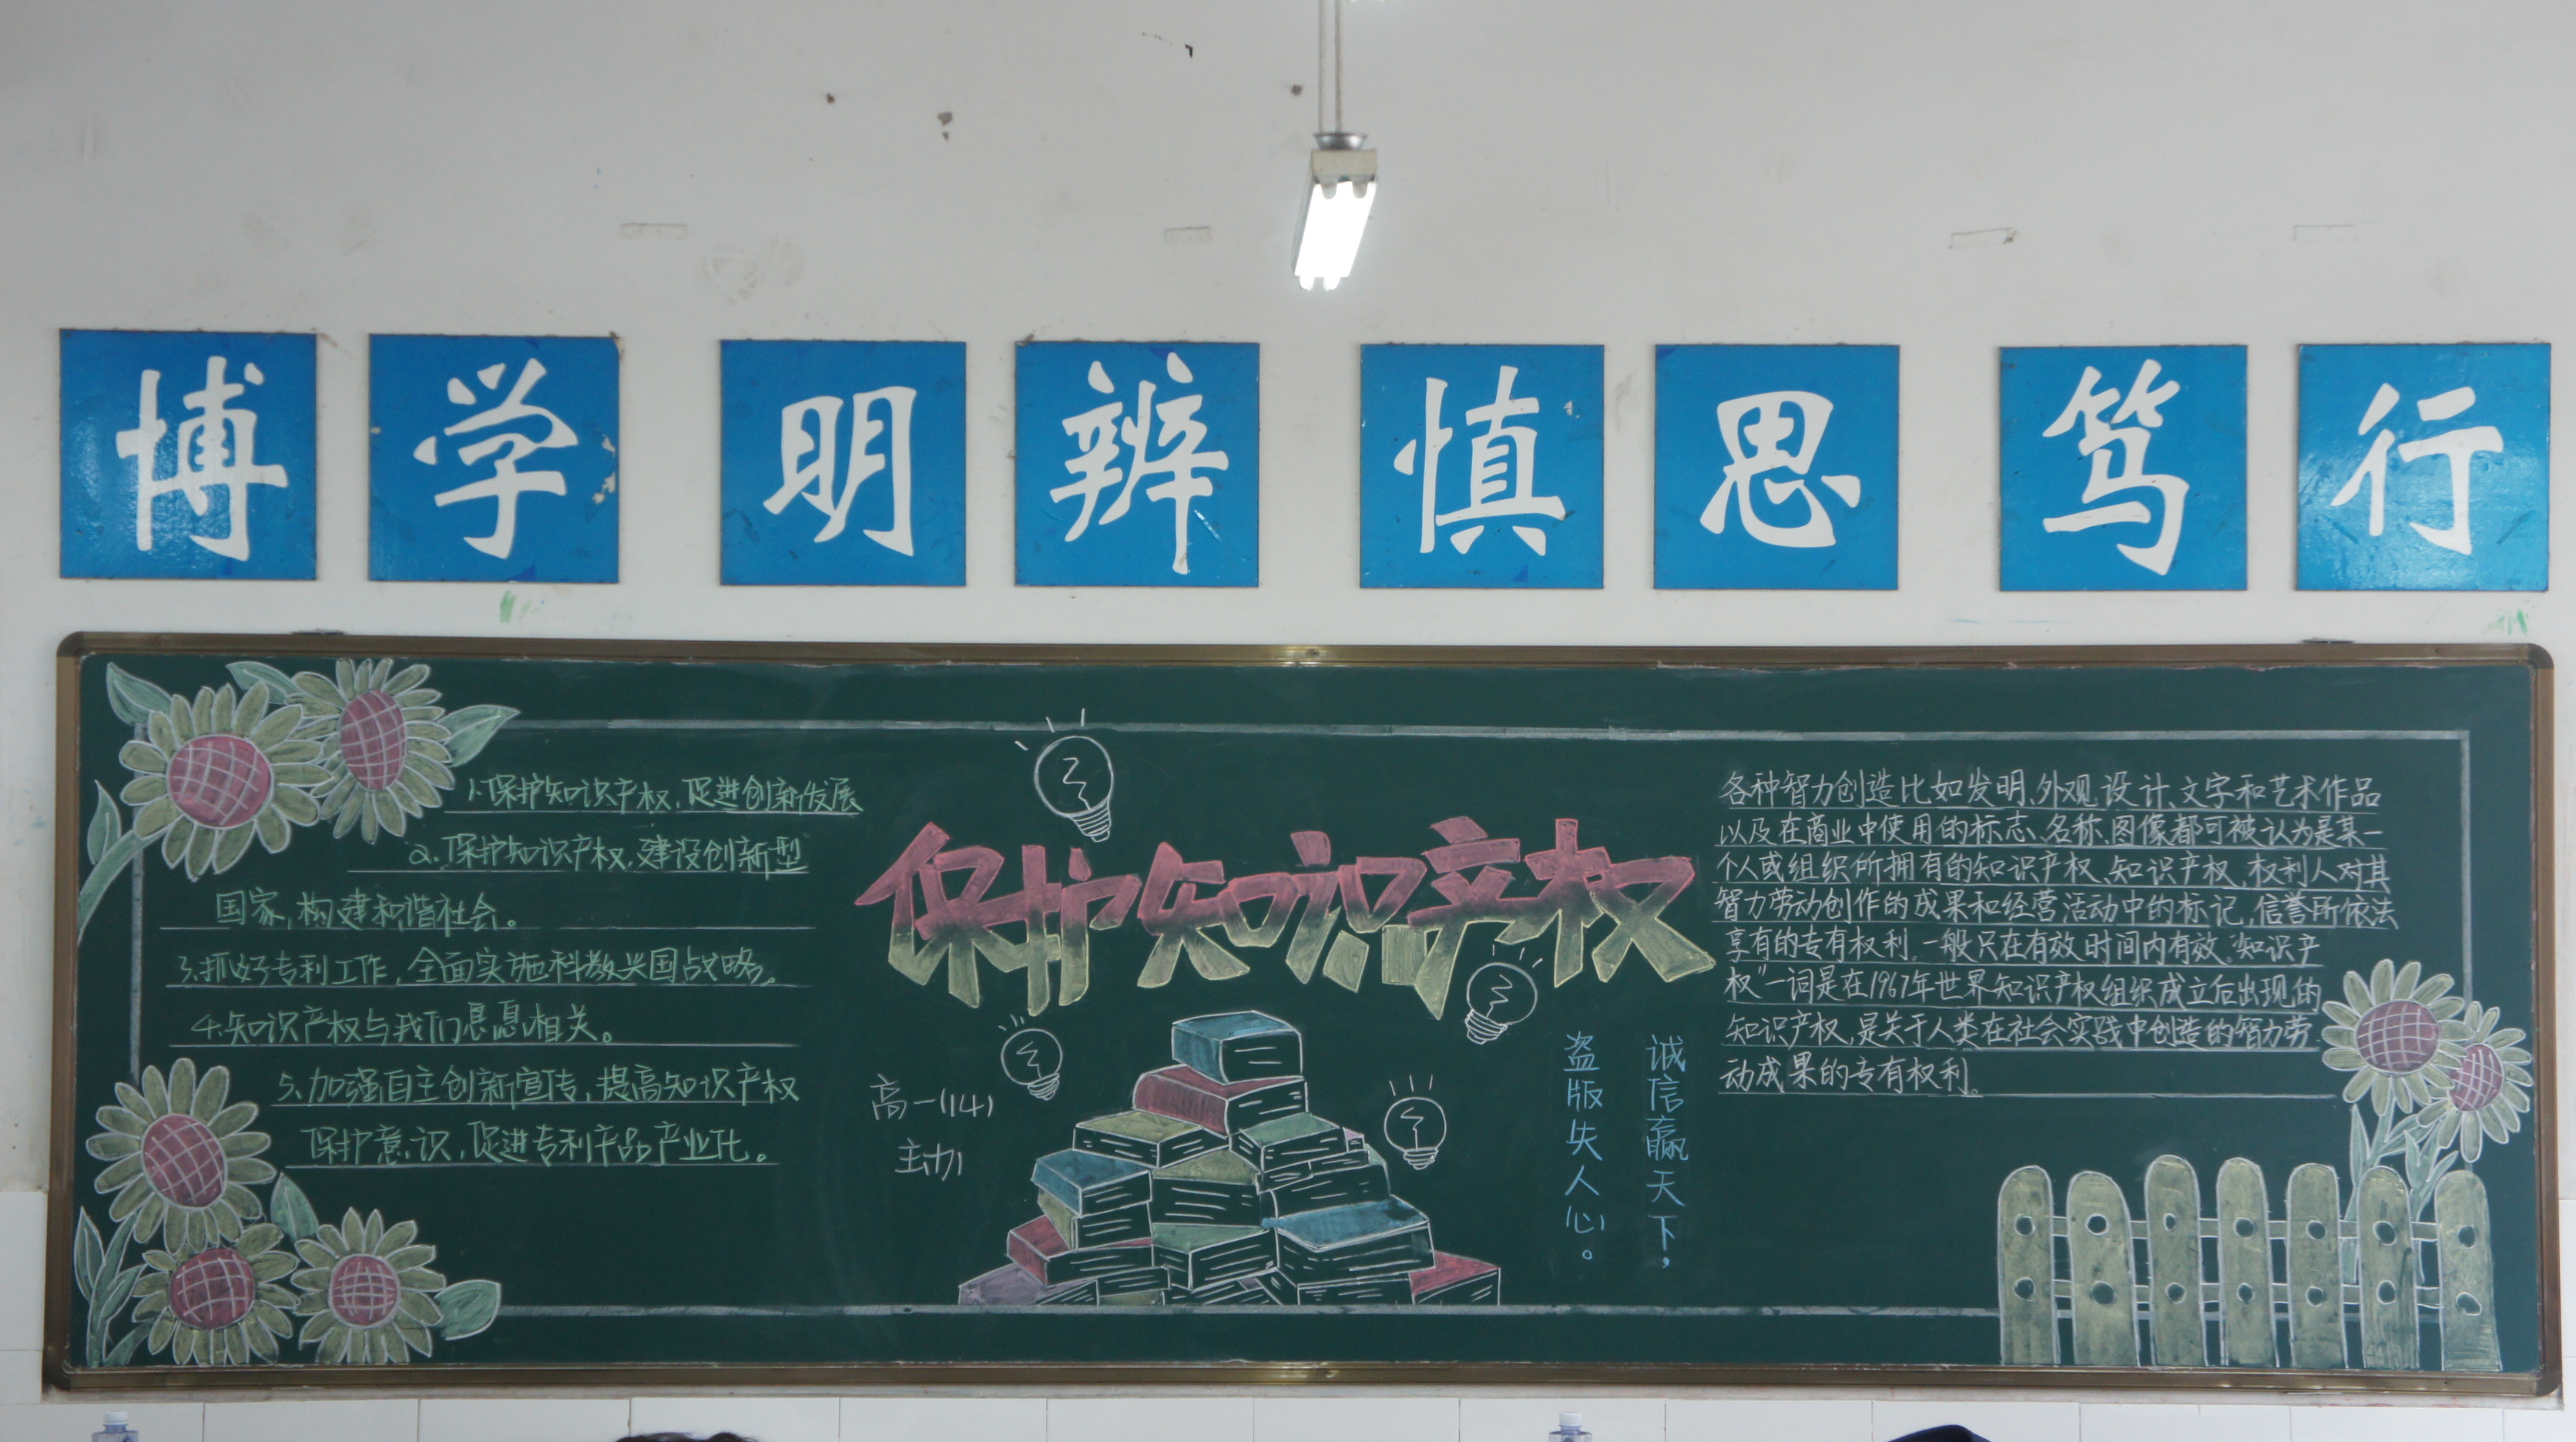 博学 明辨 慎思 笃行
1.保护知识产权,促进创新发展
2.保护知识产权,建设创新型
国家,构建和谐社会。
3.抓好专利工作,全面实施科教兴国战略。
4.知识产权与我们息息相关。
5.加强自主创新宣传,提高知识产权
保护意识,促进专利产品产业化。
保护知识产权
高一(14)
主办
诚信赢天下,
盗版失人心。
各种智力创造比如发明、外观设计、文字和艺术作品
以及在商业中使用的标志、名称、图像都可被认为是某一
个人或组织所拥有的知识产权、知识产权,权利人对其
智力劳动创作的成果和经营活动中的标记,信誉所依法
享有的专有权利。一般只在有效时间内有效。“知识产
权”一词是在1967年世界知识产权组织成立后出现的
知识产权,是关于人类在社会实践中创造的智力劳
动成果的专有权利。